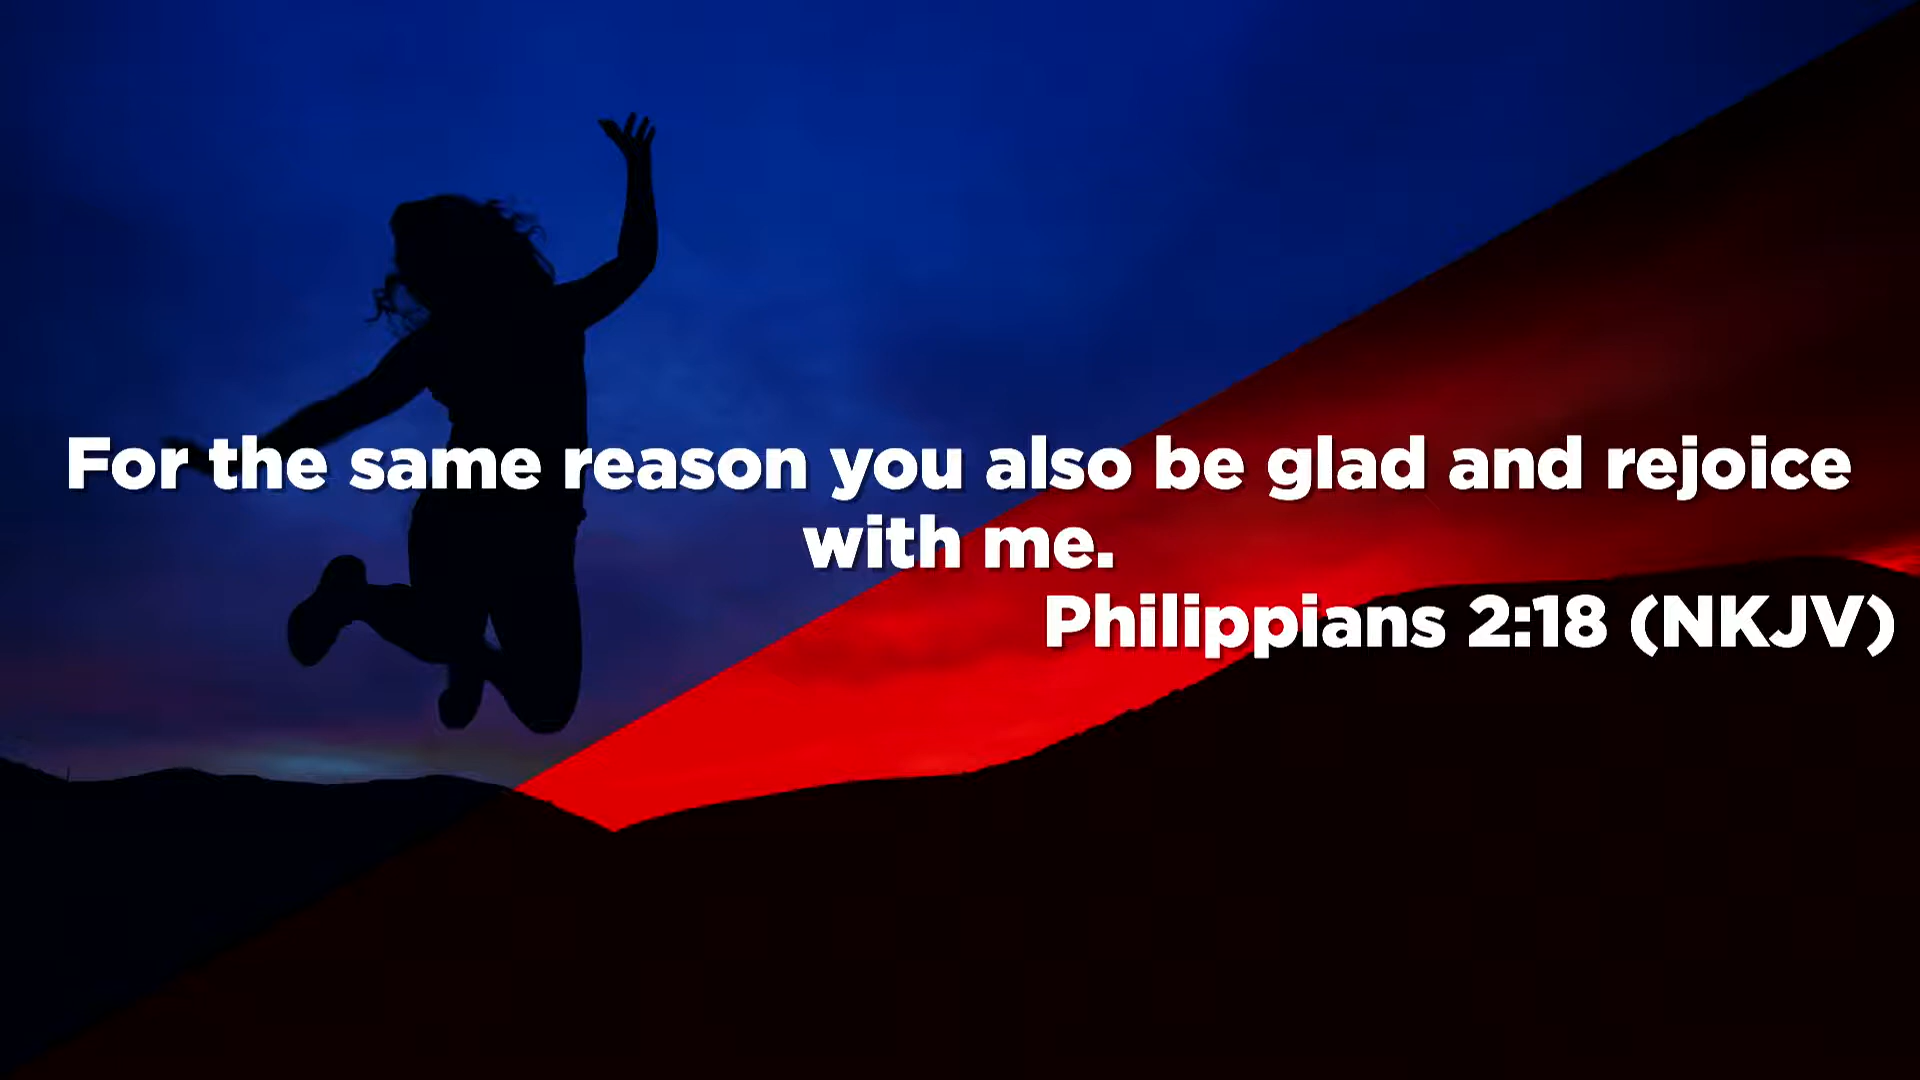 For the same reason you also be glad and rejoice
with me.
Philippians 2:18 (NKJV)